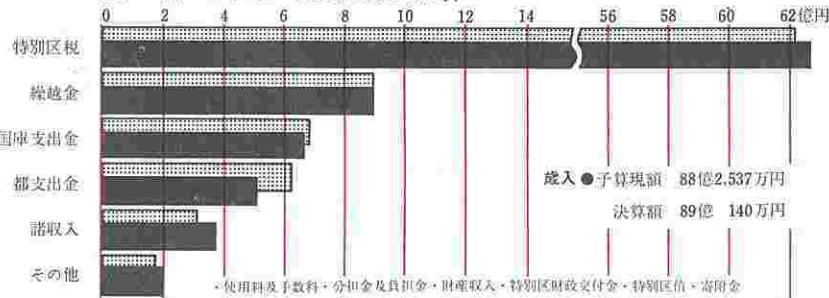 0 2 4 6 8 10 12 14 56 58 60 62億円
特別区税
繰越金
国庫支出金
都支出金
諸収入
その他
歳入 ●予算現額 88億2,537万円
決算額 89億 140万円
・使用料及手数料・分担金及負担金・財産収入・特別区財政交付金・特別区債・寄附金